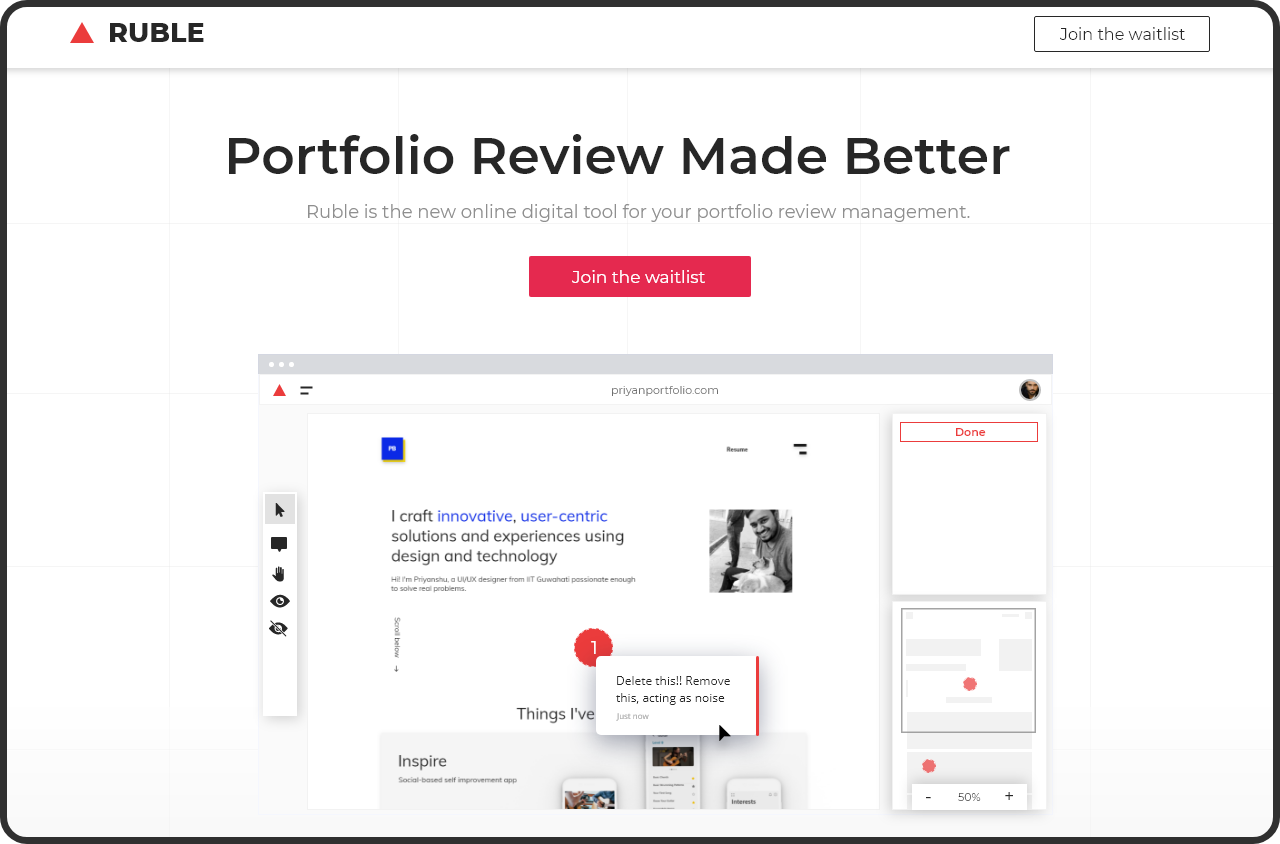 RUBLE
Join the waitlist
Portfolio Review Made Better
Ruble is the new online digital tool for your portfolio review management.
Join the waitlist
priyanportfolio.com
Done
PB
Resume
I craft innovative, user-centric
solutions and experiences using
design and technology
Hi! I'm Priyanshu, a UI/UX designer from IIT Guwahati passionate enough
to solve real problems.
Scroll below
1
Delete this!! Remove
this, acting as noise
Just now
Things I've
Inspire
Social-based self improvement app
Interests
- 50% +